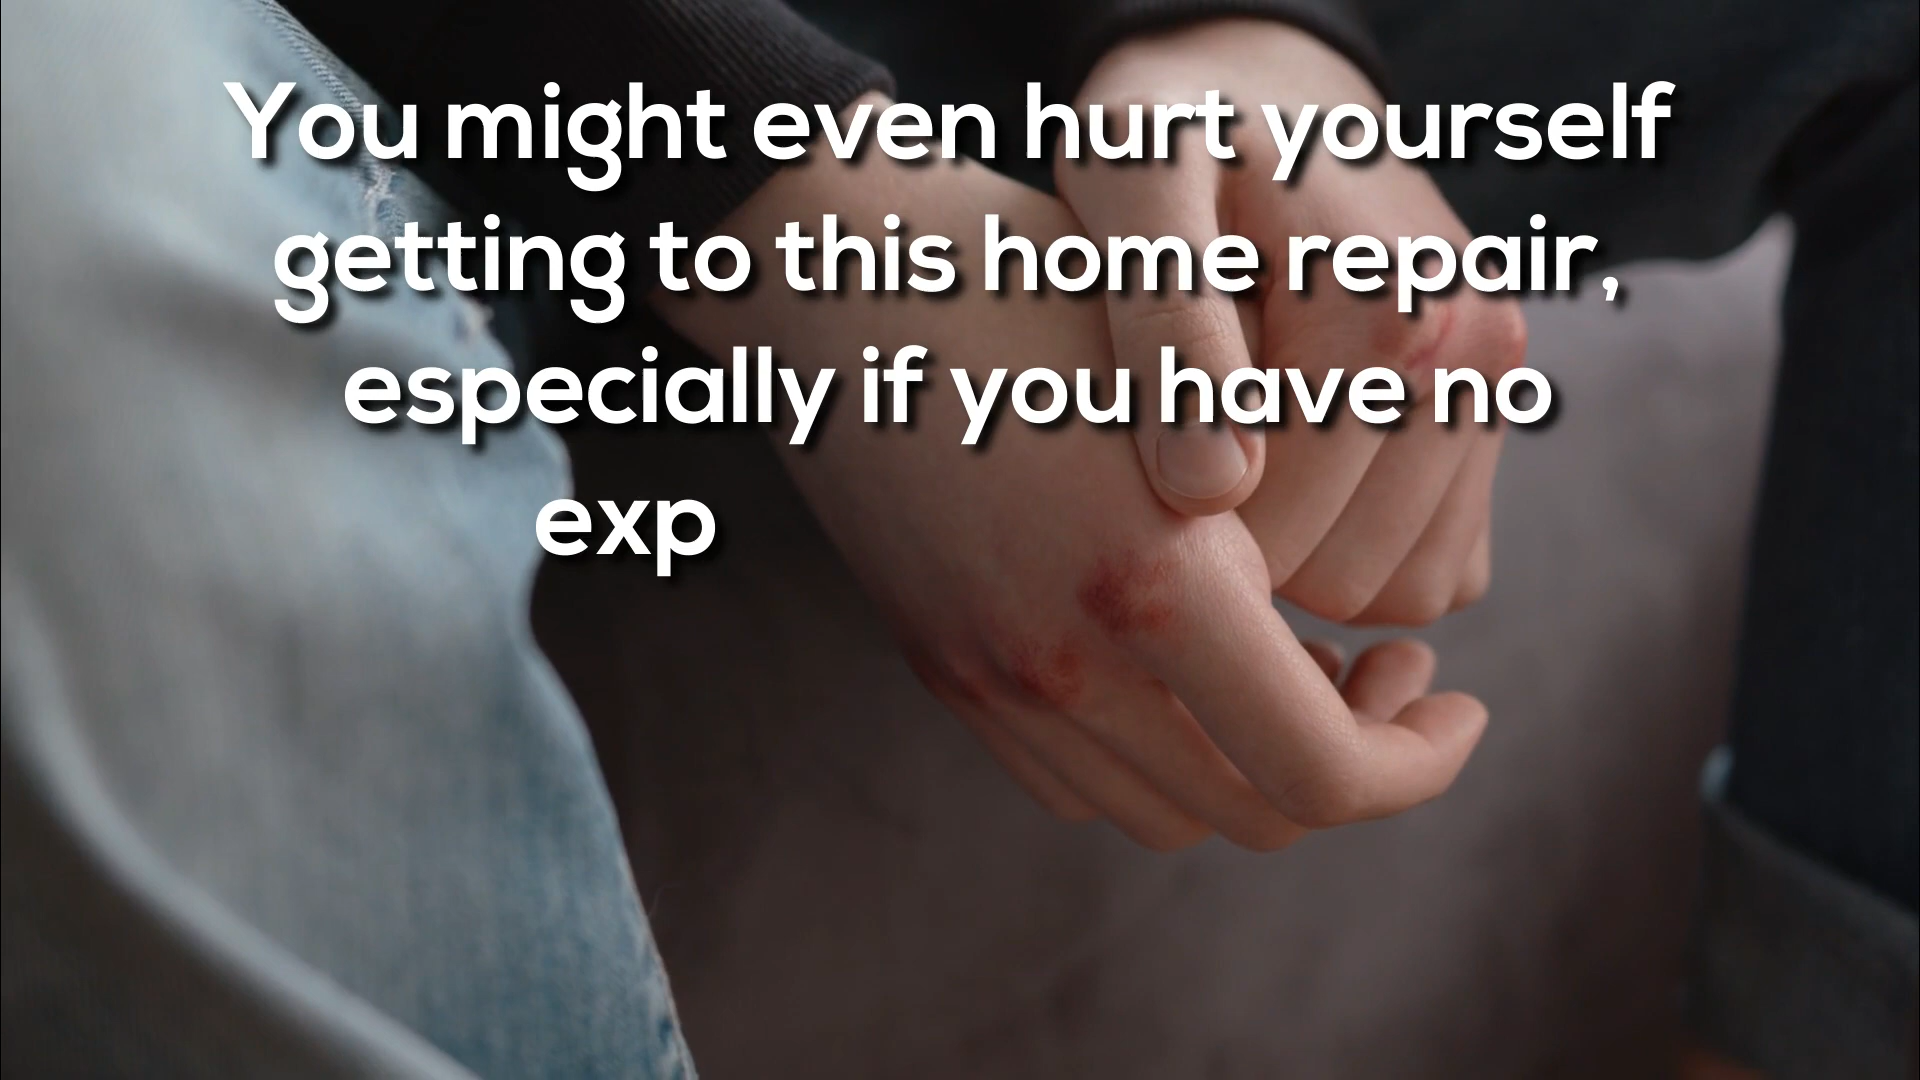 You might even hurt yourself
getting to this home repair,
especially if you have no
exp